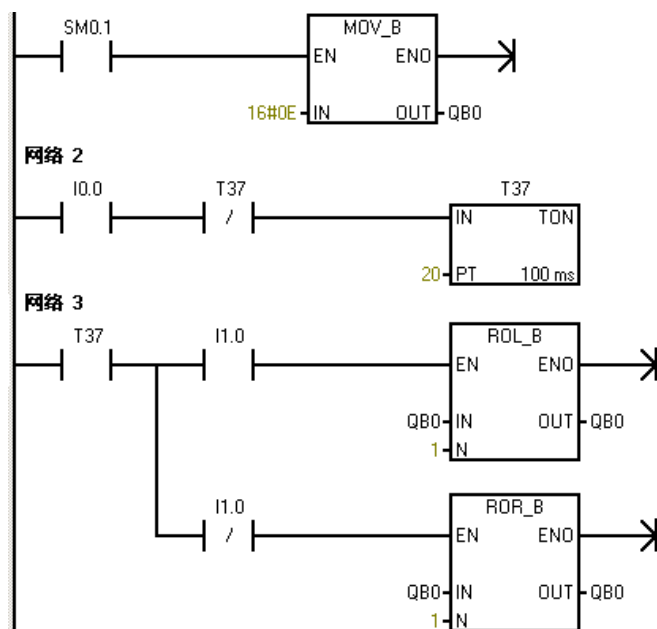 SM0.1 MOV_B
EN ENO
16#0E IN OUT QB0
网络 2
I0.0 T37 T37
/ IN TON
20 PT 100 ms
网络 3
T37 I1.0 ROL_B
EN ENO
QB0 IN OUT QB0
1 N
I1.0 ROR_B
/ EN ENO
QB0 IN OUT QB0
1 N